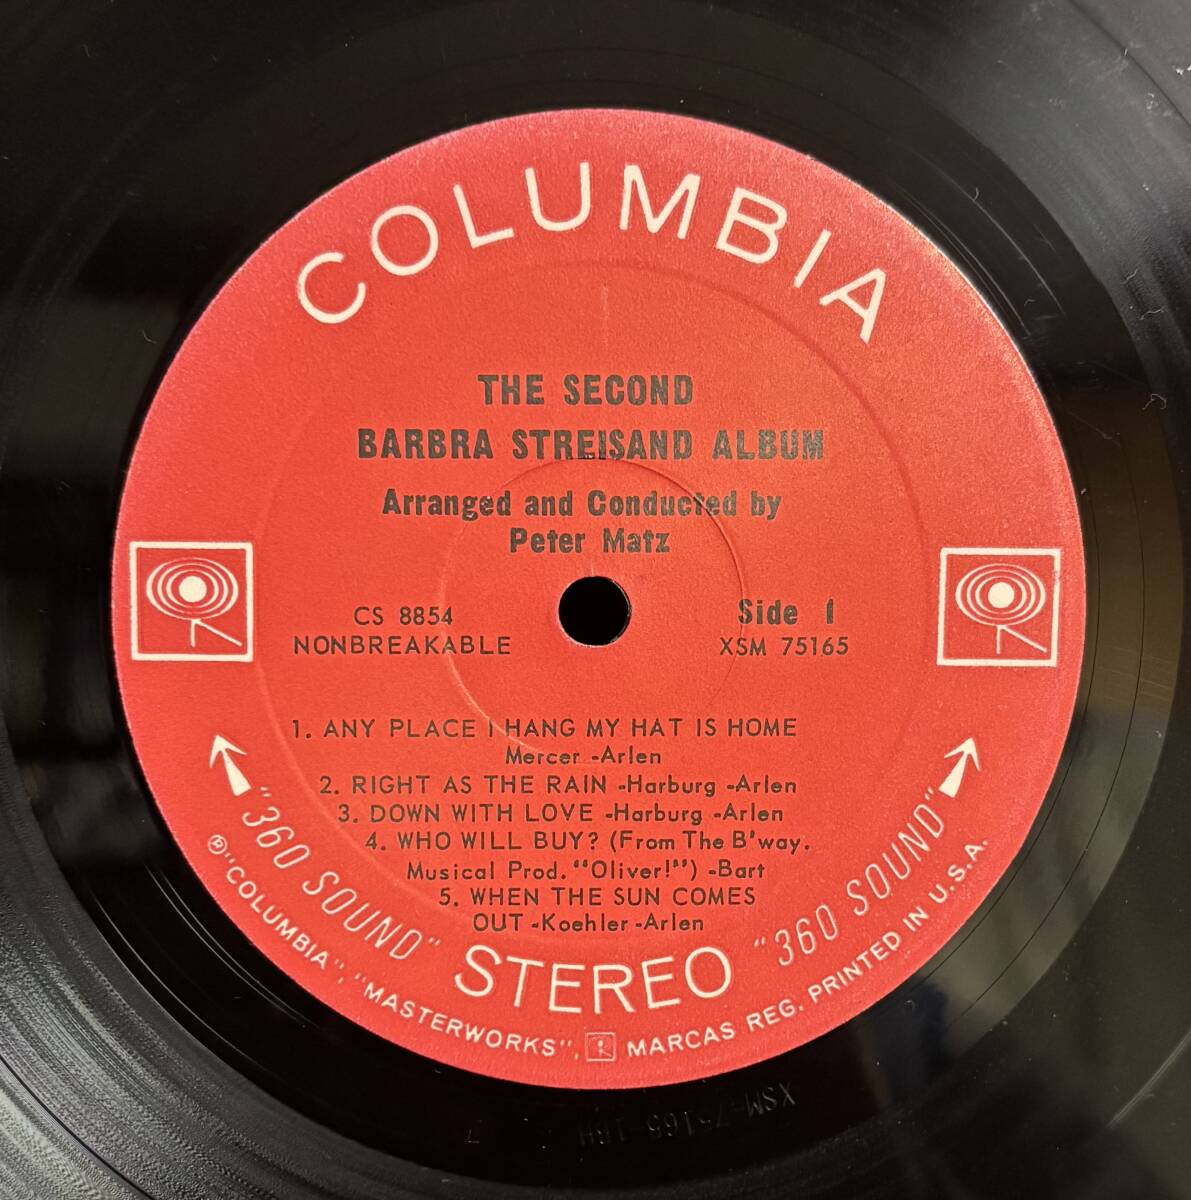 COLUMBIA
THE SECOND
BARBRA STREISAND ALBUM
Arranged and Conducted by
Peter Matz
CS 8854
NONBREAKABLE
Side 1
XSM 75165
1. ANY PLACE I HANG MY HAT IS HOME
Mercer -Arlen
2. RIGHT AS THE RAIN -Harburg -Arlen
3. DOWN WITH LOVE -Harburg -Arlen
4. WHO WILL BUY? (From The B'way.
Musical Prod. "Oliver!") -Bart
5. WHEN THE SUN COMES
OUT -Koehler -Arlen
"360 SOUND" STEREO "360 SOUND"
®"COLUMBIA", "MASTERWORKS", MARCAS REG. PRINTED IN U.S.A.